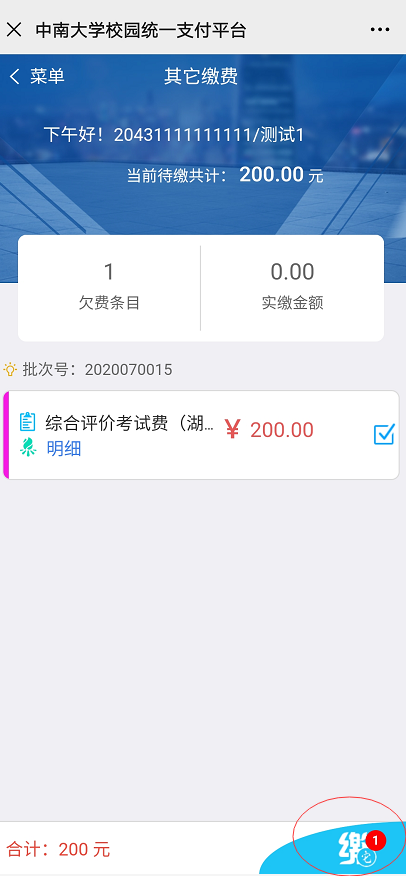 中南大学校园统一支付平台
菜单
其它缴费
下午好！20431111111111/测试1
当前待缴共计：200.00 元
1
0.00
欠费条目
实缴金额
批次号：2020070015
综合评价考试费（湖...
￥ 200.00
明细
合计：200 元
缴
1
它